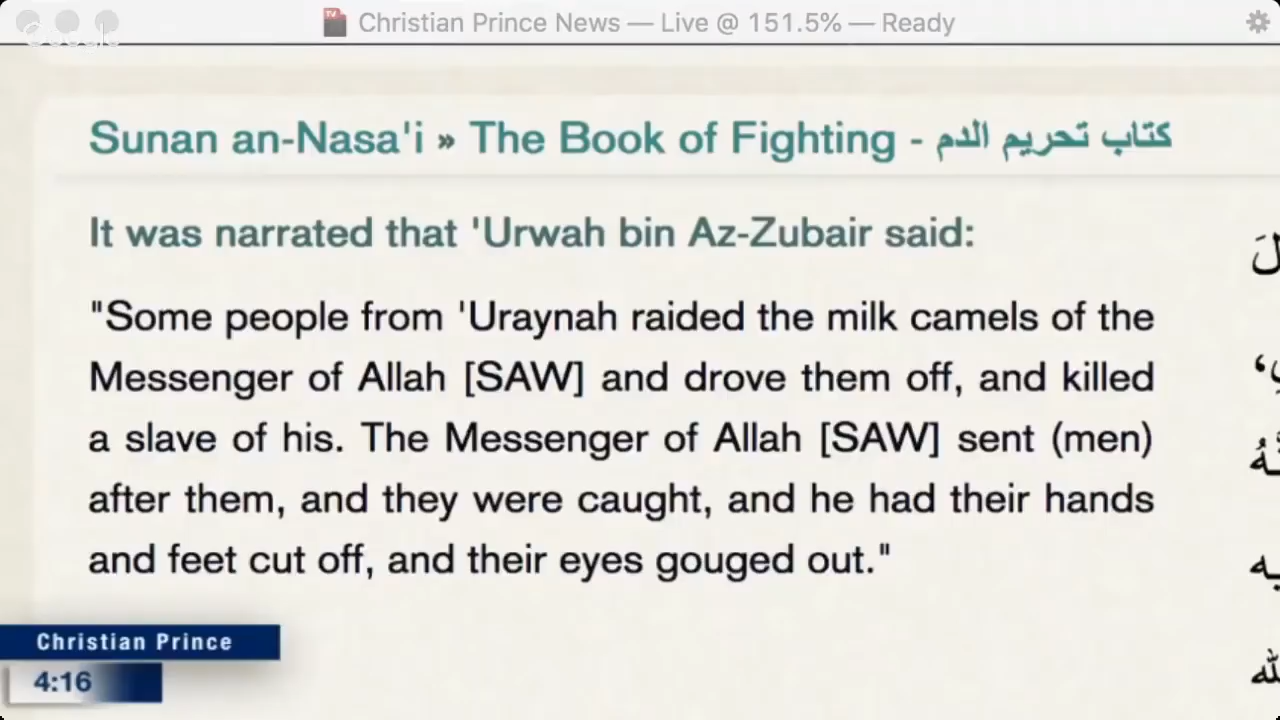 Christian Prince News — Live @ 151.5% — Ready
Google
Sunan an-Nasa'i » The Book of Fighting - كتاب تحريم الدم
It was narrated that 'Urwah bin Az-Zubair said:
"Some people from 'Uraynah raided the milk camels of the
Messenger of Allah [SAW] and drove them off, and killed
a slave of his. The Messenger of Allah [SAW] sent (men)
after them, and they were caught, and he had their hands
and feet cut off, and their eyes gouged out."
Christian Prince
4:16